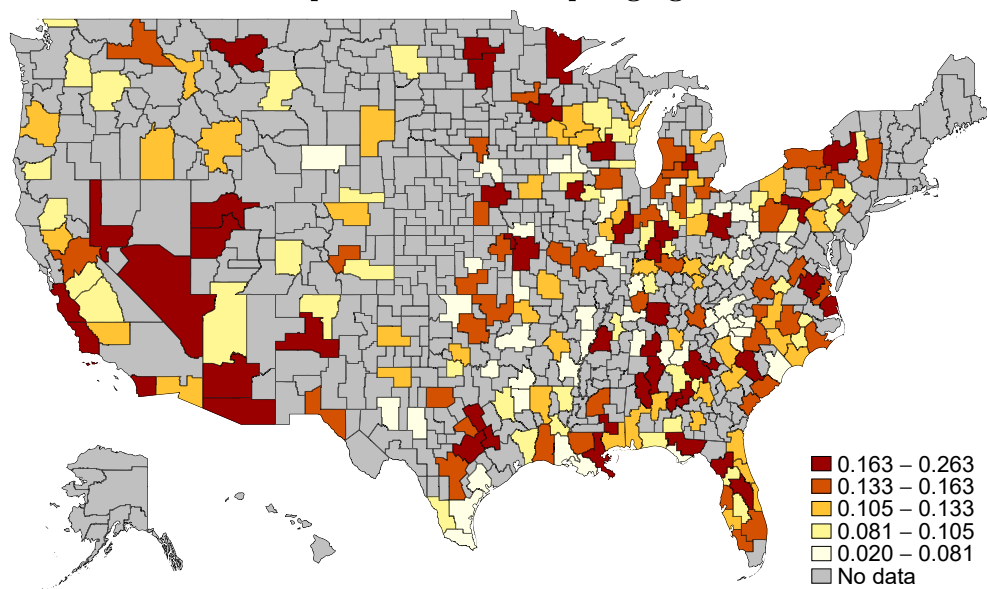 0.163 – 0.263
0.133 – 0.163
0.105 – 0.133
0.081 – 0.105
0.020 – 0.081
No data